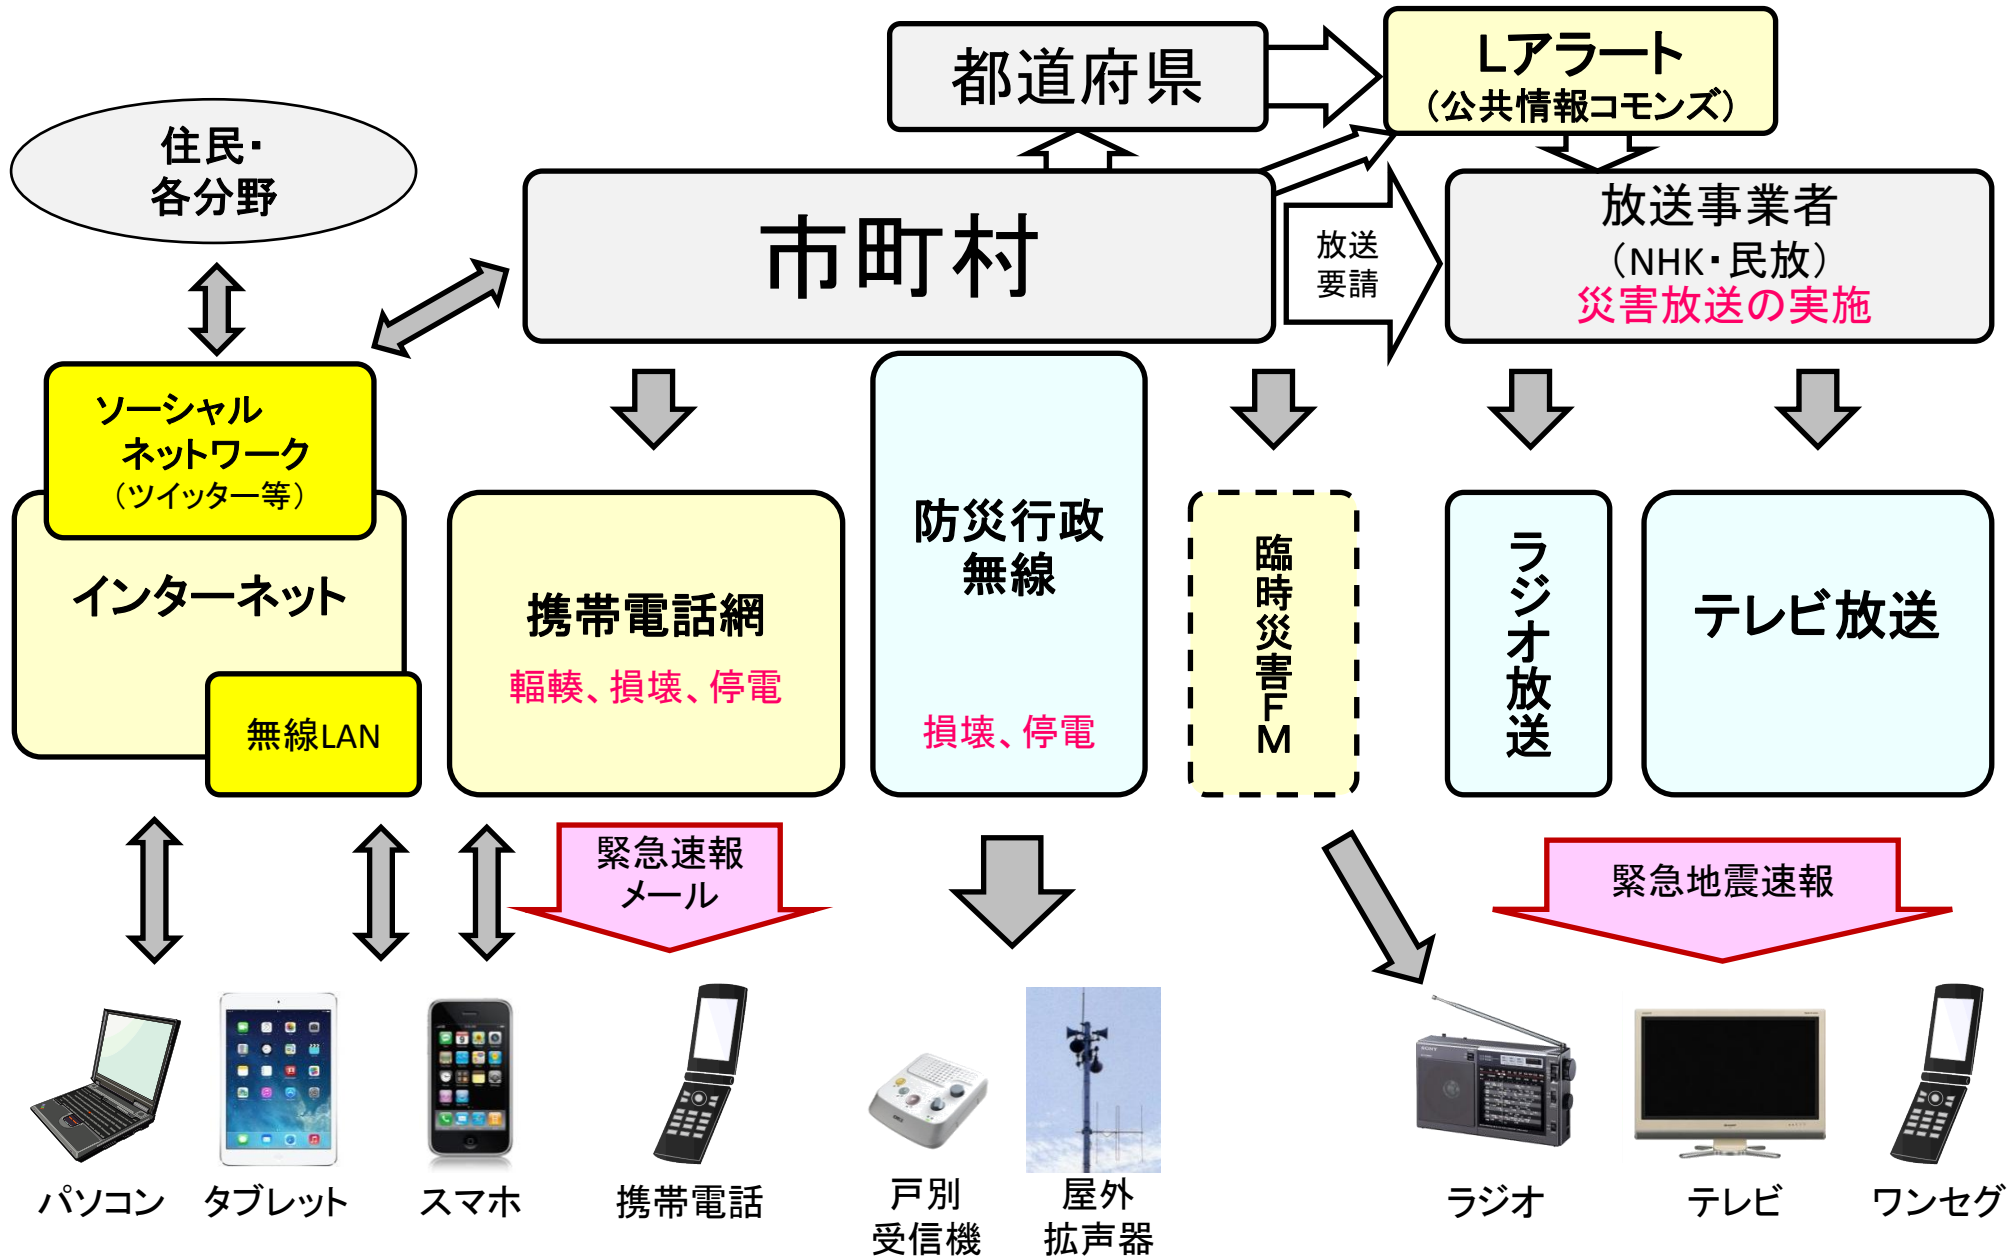 都道府県
Lアラート
（公共情報コモンズ）
住民・
各分野
市町村
放送
要請
放送事業者
（NHK・民放）
災害放送の実施
ソーシャル
ネットワーク
（ツイッター等）
インターネット
無線LAN
携帯電話網
輻輳、損壊、停電
防災行政
無線
損壊、停電
臨時災害FM
ラジオ放送
テレビ放送
緊急速報
メール
緊急地震速報
パソコン
タブレット
スマホ
携帯電話
戸別
受信機
屋外
拡声器
ラジオ
テレビ
ワンセグ